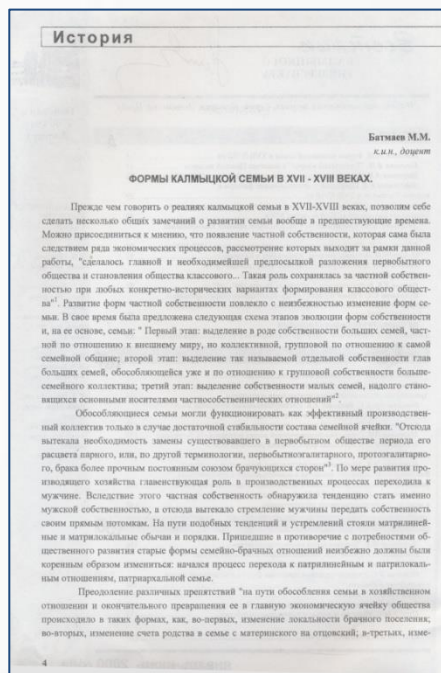 История
Батмаев М.М.
к.и.н., доцент
ФОРМЫ КАЛМЫЦКОЙ СЕМЬИ В XVII - XVIII ВЕКАХ.
Прежде чем говорить о реалиях калмыцкой семьи в XVII-XVIII веках, позволим себе
сделать несколько общих замечаний о развитии семьи вообще в предшествующие времена.
Можно присоединиться к мнению, что появление частной собственности, которая сама была
следствием ряда экономических процессов, рассмотрение которых выходит за рамки данной
работы, "сделалось главной и необходимейшей предпосылкой разложения первобытного
общества и становления общества классового... Такая роль сохранялась за частной собствен-
ностью при любых конкретно-исторических вариантах формирования классового общест-
ва"1. Развитие форм частной собственности повлекло с неизбежностью изменение форм се-
мьи. В свое время была предложена следующая схема этапов эволюции форм собственности
и, на ее основе, семьи: " Первый этап: выделение в роде собственности больших семей, част-
ной по отношению к внешнему миру, но коллективной, групповой по отношению к самой
семейной общине; второй этап: выделение так называемой отдельной собственности глав
больших семей, обособляющейся уже и по отношению к групповой собственности больше-
семейного коллектива; третий этап: выделение собственности малых семей, надолго стано-
вящихся основными носителями частнособственнических отношений"2.
Обособляющиеся семьи могли функционировать как эффективный производствен-
ный коллектив только в случае достаточной стабильности состава семейной ячейки. "Отсюда
вытекала необходимость замены существовавшего в первобытном обществе периода его
расцвета парного, или, по другой терминологии, первобытноэгалитарного, протоэгалитарно-
го, брака более прочным постоянным союзом брачующихся сторон"3. По мере развития про-
изводящего хозяйства главенствующая роль в производственных процессах переходила к
мужчине. Вследствие этого частная собственность обнаружила тенденцию стать именно
мужской собственностью, а отсюда вытекало стремление мужчины передать собственность
своим прямым потомкам. На пути подобных тенденций и устремлений стояли матрилиней-
ные и матрилокальные обычаи и порядки. Пришедшие в противоречие с потребностями об-
щественного развития старые формы семейно-брачных отношений неизбежно должны были
коренным образом измениться: начался процесс перехода к патрилинейным и патрилокаль-
ным отношениям, патриархальной семье.
Преодоление различных препятствий "на пути обособления семьи в хозяйственном
отношении и окончательного превращения ее в главную экономическую ячейку общества
происходило в таких формах, как, во-первых, изменение локальности брачного поселения;
во-вторых, изменение счета родства в семье с материнского на отцовский; в-третьих, изме-
4